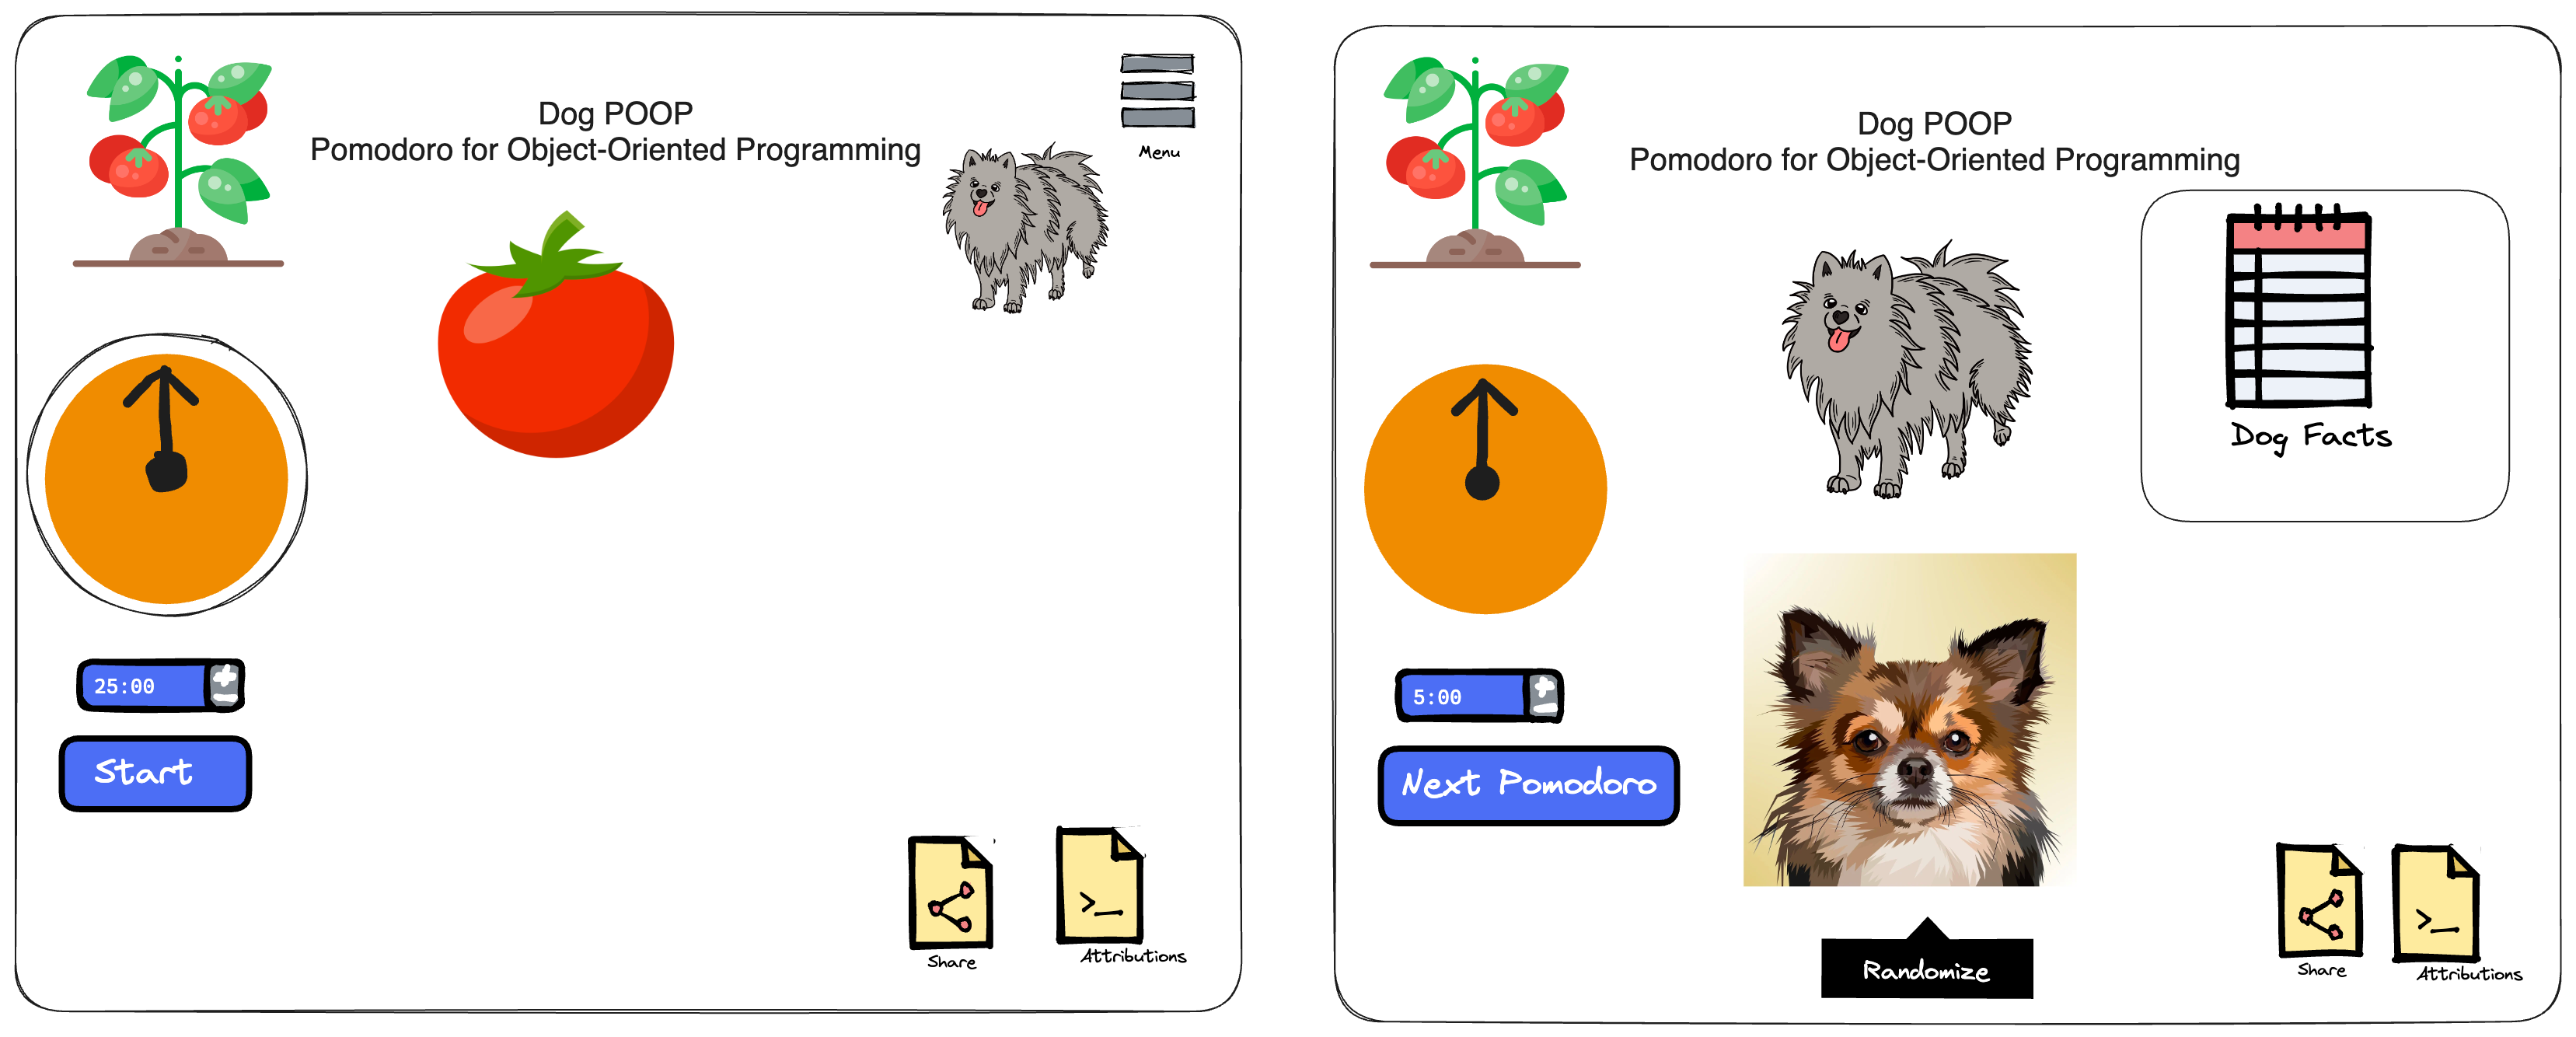 Dog POOP
Pomodoro for Object-Oriented Programming
Menu
25:00
Start
Share
Attributions
Dog POOP
Pomodoro for Object-Oriented Programming
Dog Facts
5:00
Next Pomodoro
Randomize
Share
Attributions